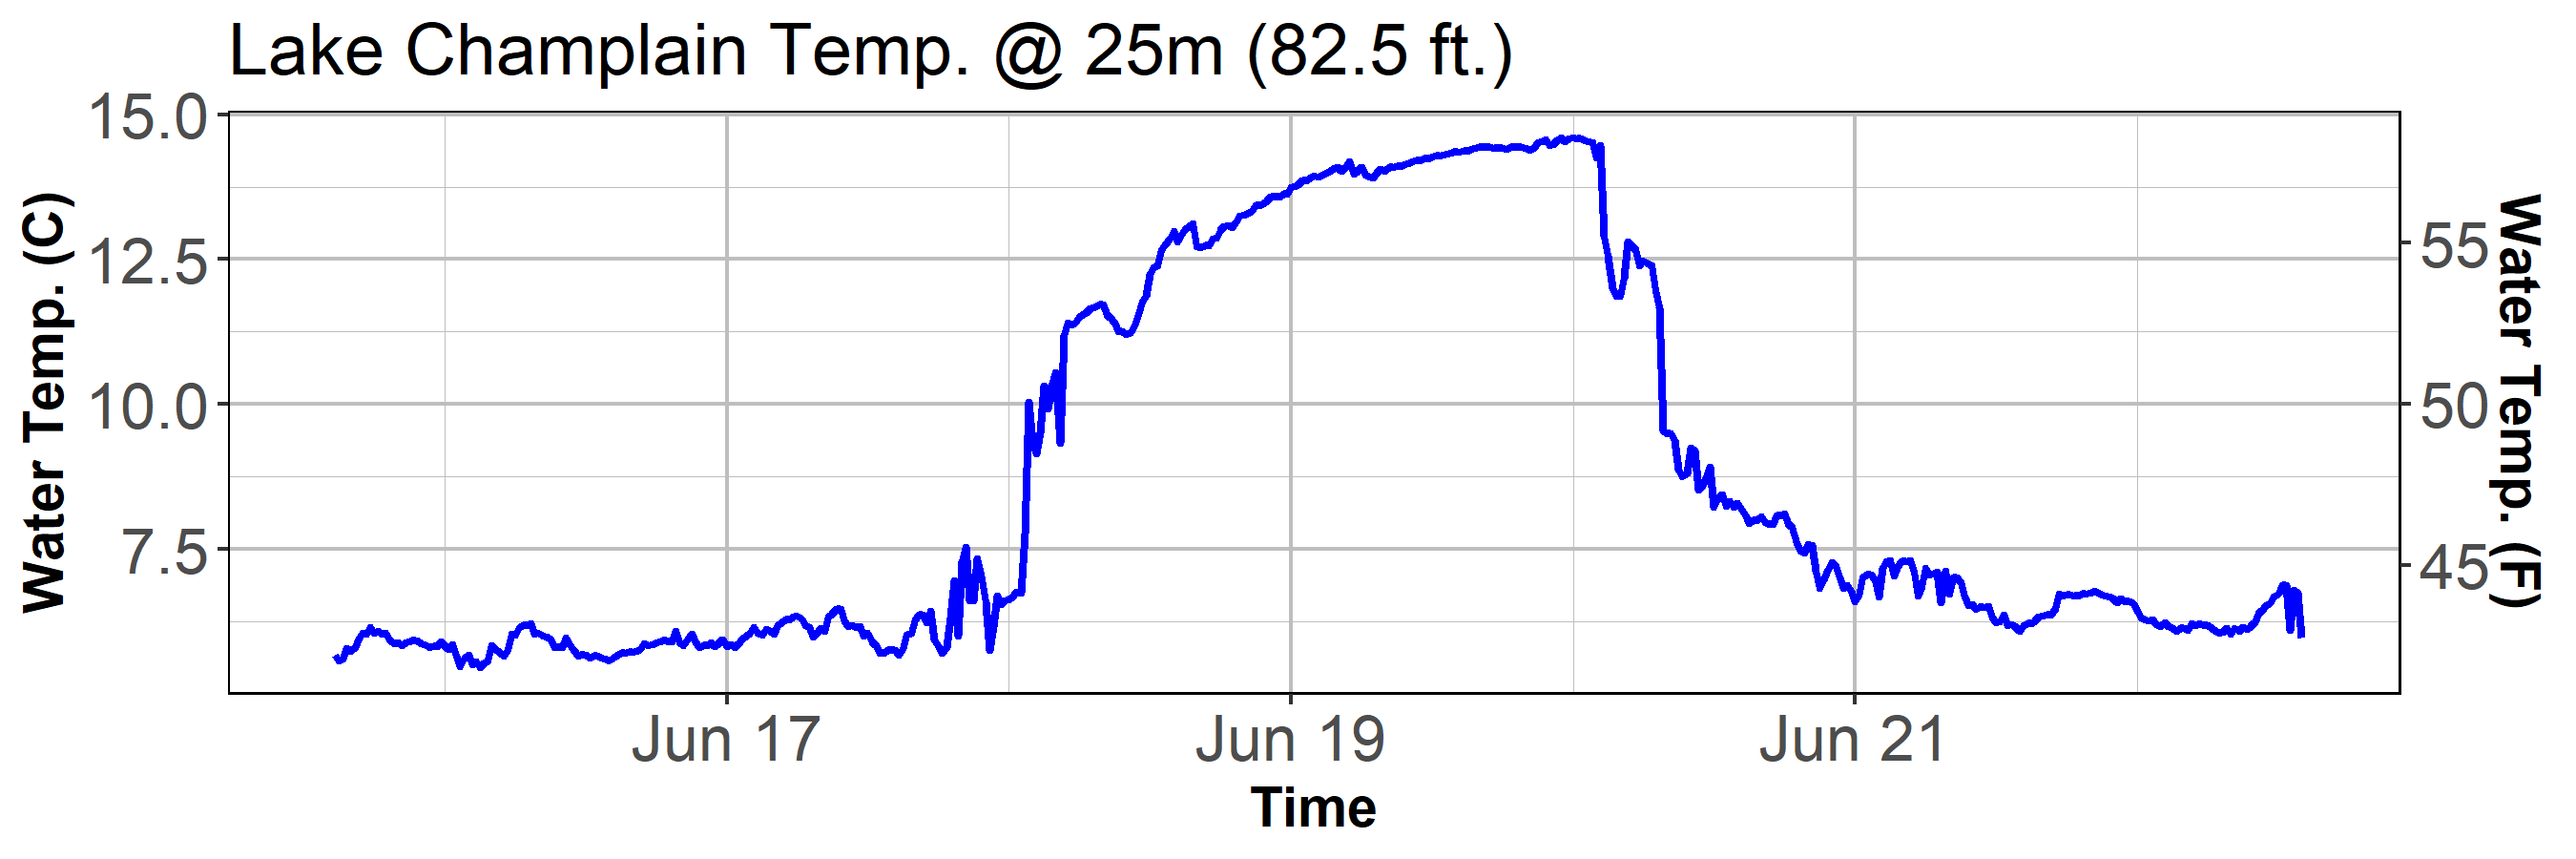 Lake Champlain Temp. @ 25m (82.5 ft.)
Water Temp. (C)
15.0
12.5
10.0
7.5
55
50
45
Water Temp. (F)
Jun 17
Jun 19
Jun 21
Time